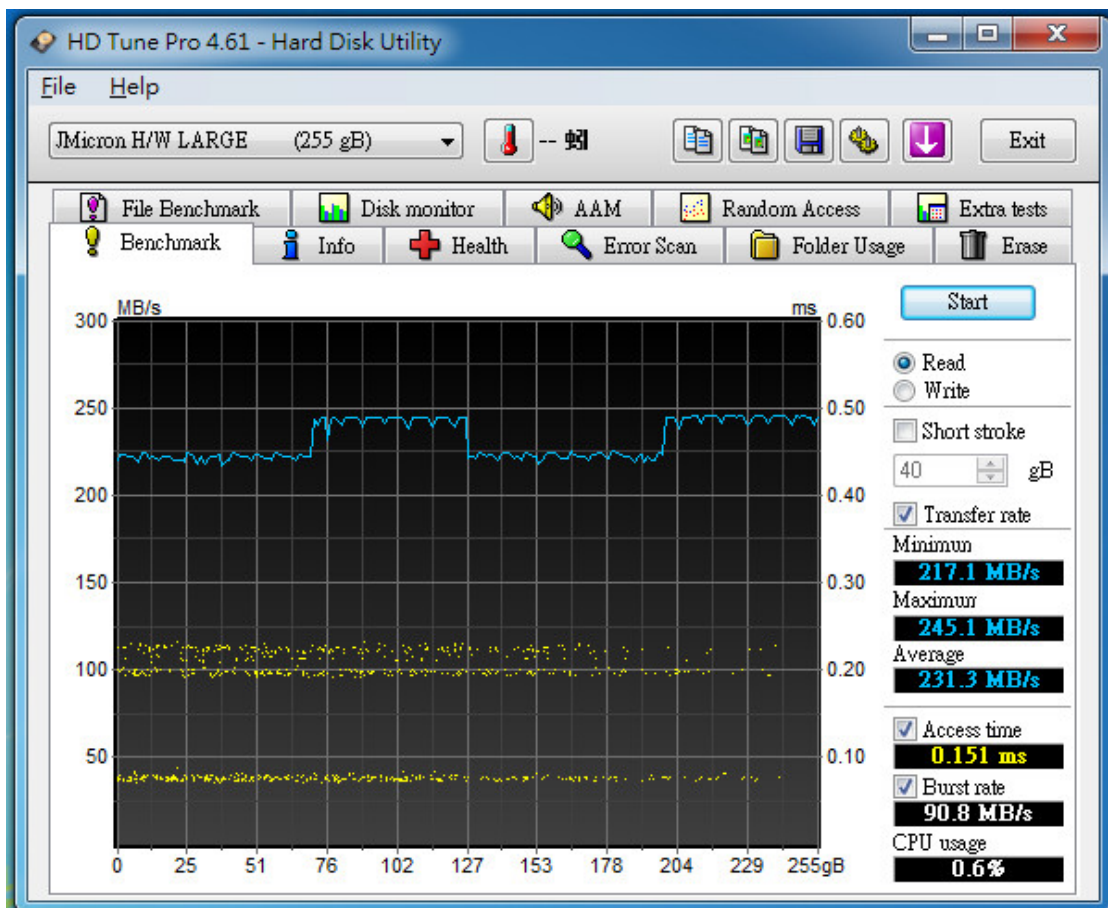 HD Tune Pro 4.61 - Hard Disk Utility
File Help
JMicron H/W LARGE (255 gB)
-- 蚓
Exit
File Benchmark Disk monitor AAM Random Access Extra tests
Benchmark Info Health Error Scan Folder Usage Erase
MB/s ms
300 0.60
250 0.50
200 0.40
150 0.30
100 0.20
50 0.10
0 25 51 76 102 127 153 178 204 229 255gB
Start
Read
Write
Short stroke
40 gB
Transfer rate
Minimun
217.1 MB/s
Maximurr
245.1 MB/s
Average
231.3 MB/s
Access time
0.151 ms
Burst rate
90.8 MB/s
CPU usage
0.6%